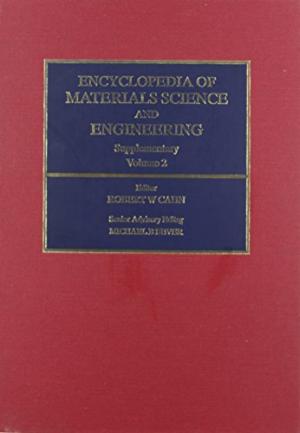 ENCYCLOPEDIA OF
MATERIALS SCIENCE
AND
ENGINEERING
Supplementary
Volume 2
Editor
ROBERT W CAHN
Senior Advisory Editor
MICHAEL B BEVER